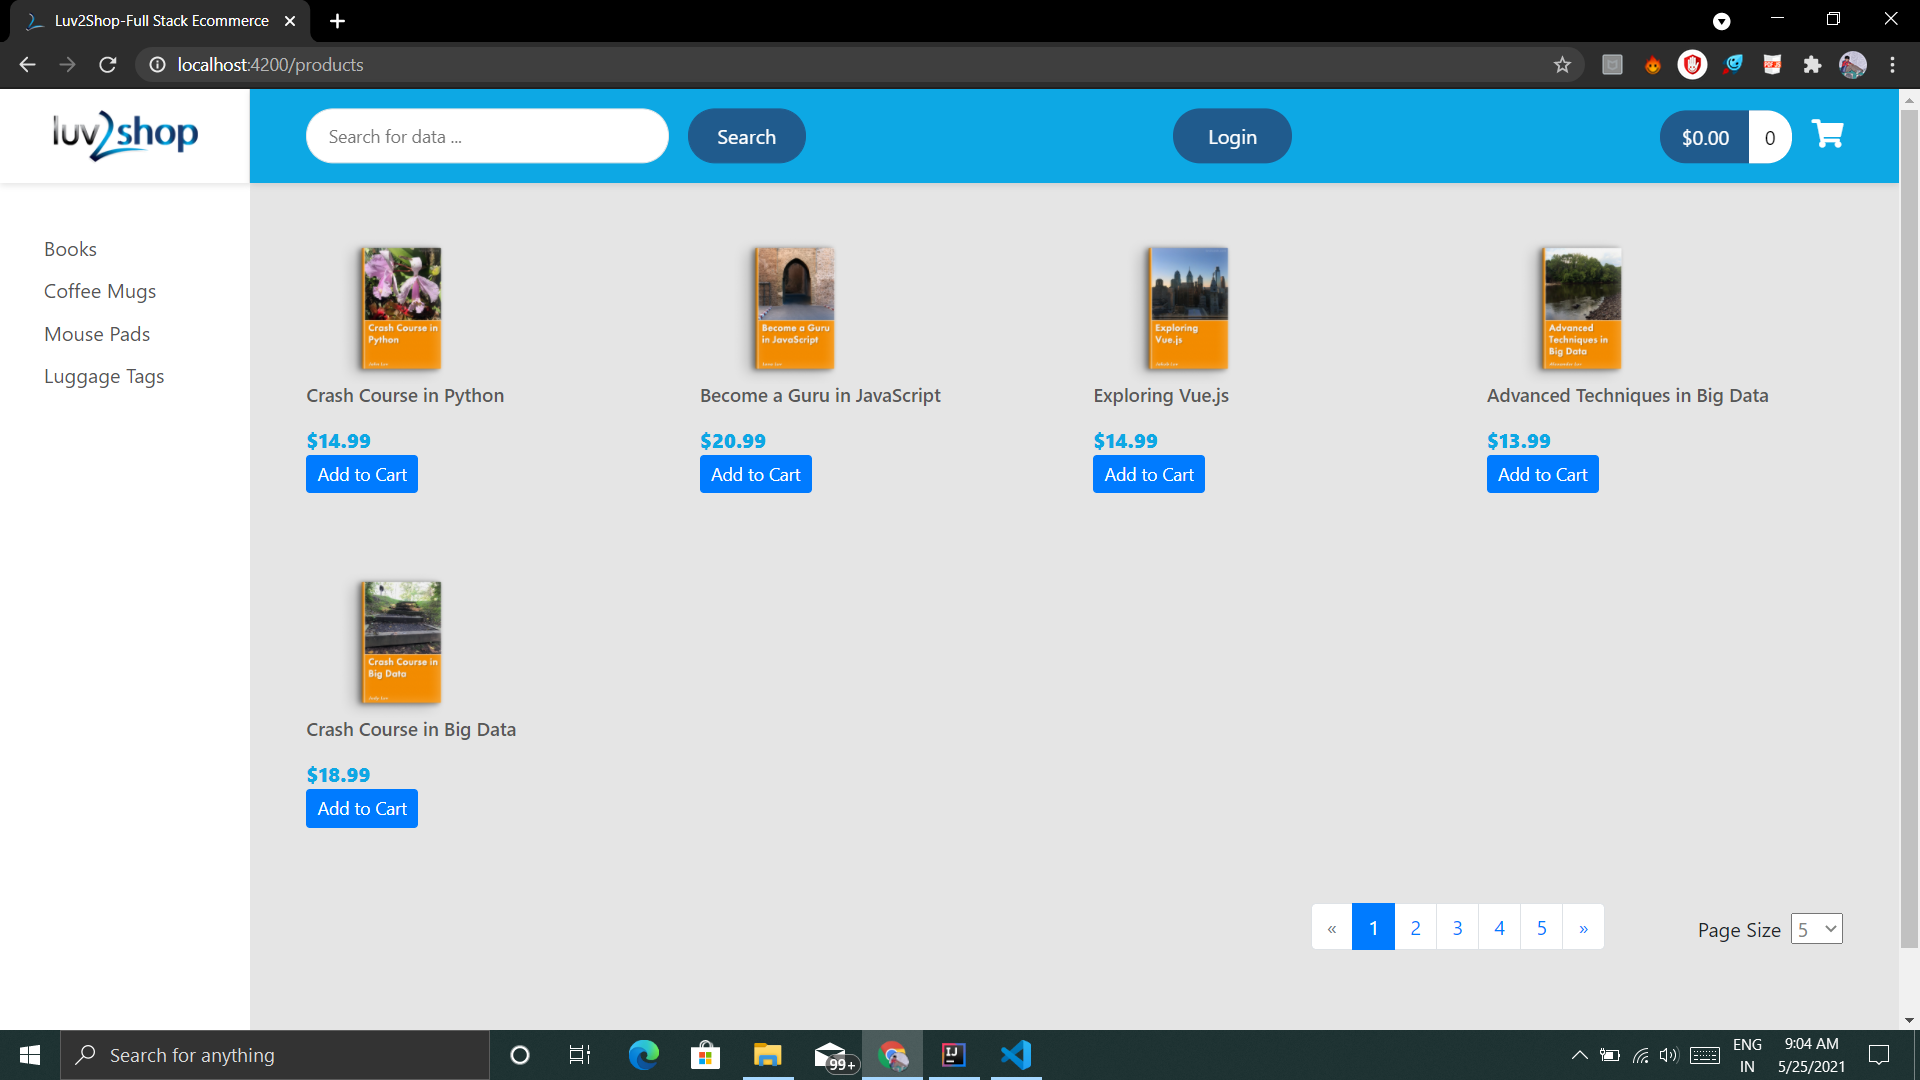 Luv2Shop-Full Stack Ecommerce
localhost:4200/products
luv2shop
Search for data ...
Search
Login
$0.00
0
Books
Coffee Mugs
Mouse Pads
Luggage Tags
Crash Course in
Python
Become a Guru
in JavaScript
Exploring
Vue.js
Advanced
Techniques in
Big Data
Crash Course in Python
Become a Guru in JavaScript
Exploring Vue.js
Advanced Techniques in Big Data
$14.99
$20.99
$14.99
$13.99
Add to Cart
Add to Cart
Add to Cart
Add to Cart
Crash Course in
Big Data
Crash Course in Big Data
$18.99
Add to Cart
« 1 2 3 4 5 »
Page Size 5
Search for anything
99+
IJ
ENG
IN
9:04 AM
5/25/2021